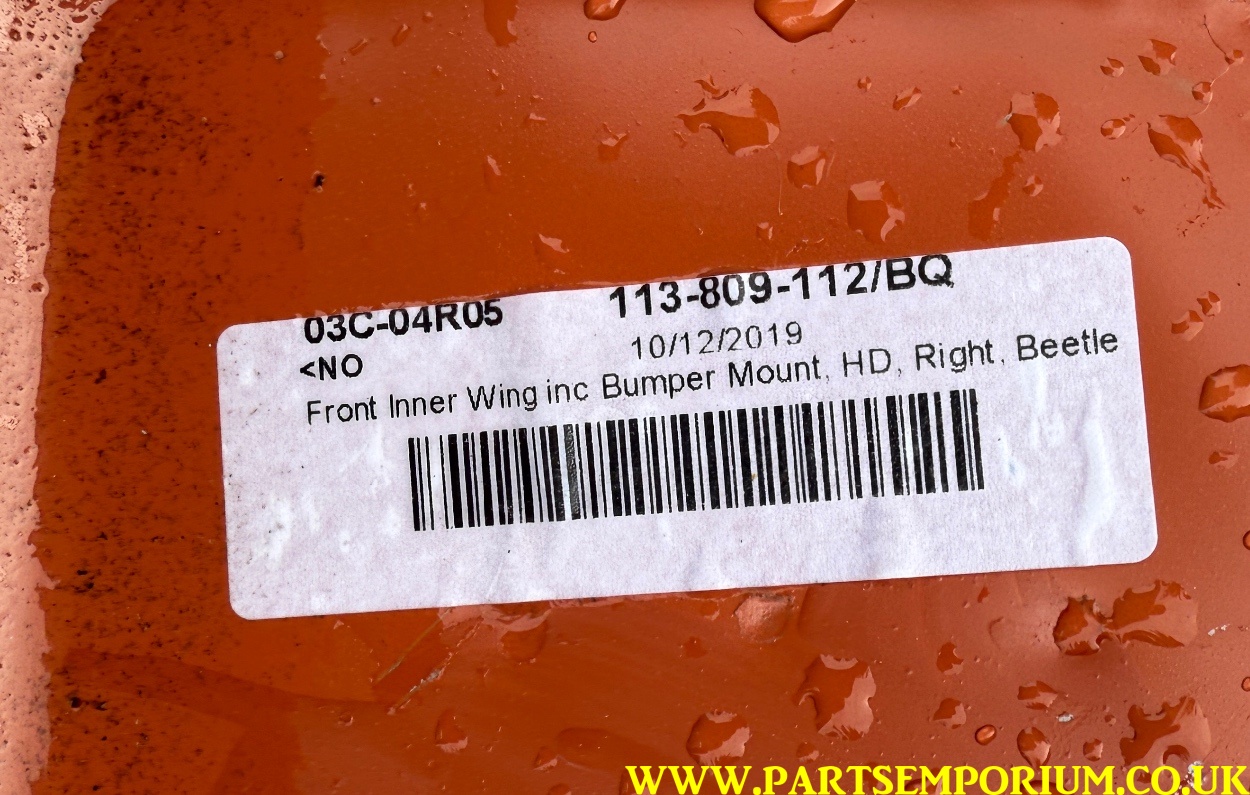 03C-04R05 113-809-112/BQ
<NO 10/12/2019
Front Inner Wing inc Bumper Mount, HD, Right, Beetle
WWW.PARTSEMPORIUM.CO.UK